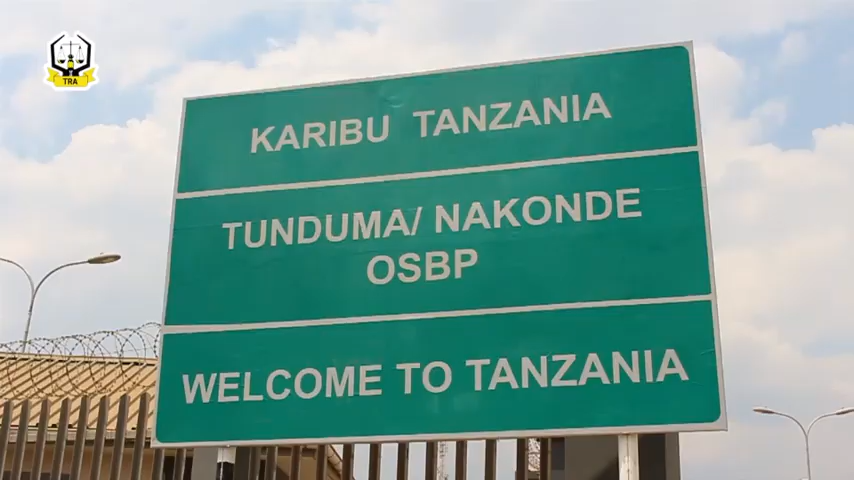 TRA
KARIBU TANZANIA
TUNDUMA/ NAKONDE
OSBP
WELCOME TO TANZANIA